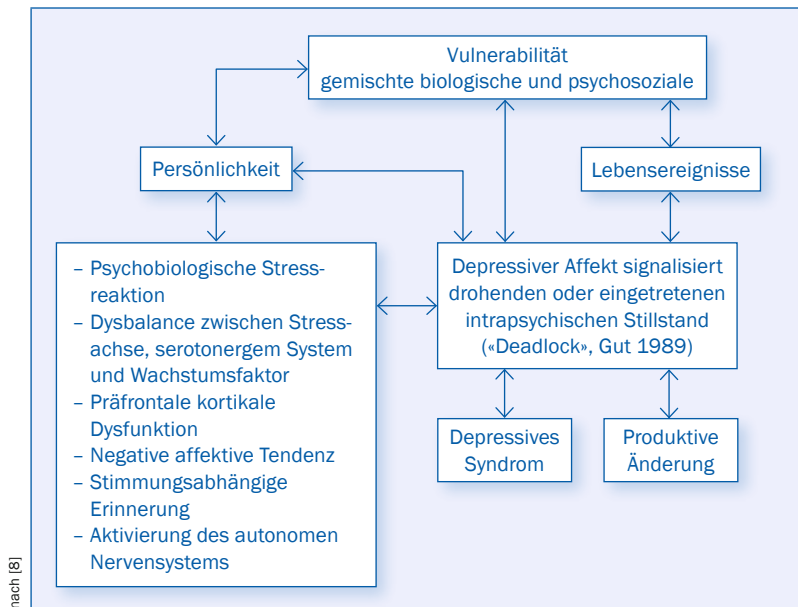 Vulnerabilität
gemischte biologische und psychosoziale
Persönlichkeit
Lebensereignisse
– Psychobiologische Stress-
reaktion
– Dysbalance zwischen Stress-
achse, serotonergem System
und Wachstumsfaktor
– Präfrontale kortikale
Dysfunktion
– Negative affektive Tendenz
– Stimmungsabhängige
Erinnerung
– Aktivierung des autonomen
Nervensystems
Depressiver Affekt signalisiert
drohenden oder eingetretenen
intrapsychischen Stillstand
(«Deadlock», Gut 1989)
Depressives
Syndrom
Produktive
Änderung
nach [8]